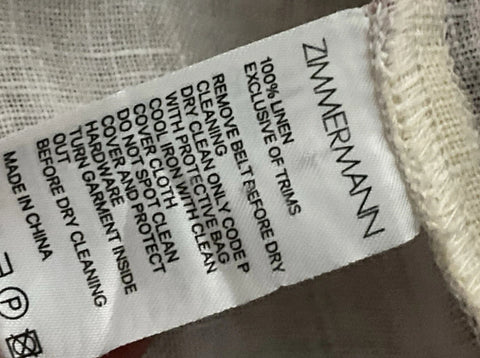 ZIMMERMANN
100% LINEN
EXCLUSIVE OF TRIMS
REMOVE BELT BEFORE DRY
CLEANING
DRY CLEAN ONLY CODE P
WITH PROTECTIVE BAG
COOL IRON WITH CLEAN
COVER CLOTH
DO NOT SPOT CLEAN
COVER AND PROTECT
HARDWARE
TURN GARMENT INSIDE
OUT
BEFORE DRY CLEANING
MADE IN CHINA
P